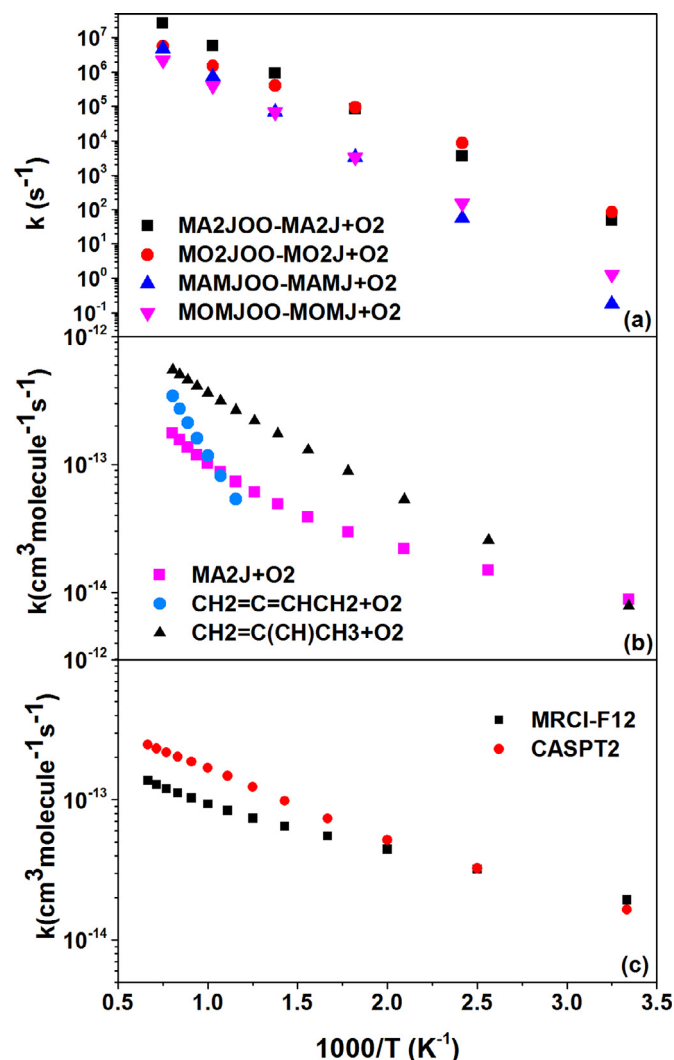 10^7
10^6
10^5
10^4
10^3
10^2
10^1
10^0
10^-1
k (s^-1)
MA2JOO-MA2J+O2
MO2JOO-MO2J+O2
MAMJOO-MAMJ+O2
MOMJOO-MOMJ+O2
(a)
10^-12
10^-13
10^-14
k(cm^3molecule^-1s^-1)
MA2J+O2
CH2=C=CHCH2+O2
CH2=C(CH)CH3+O2
(b)
10^-12
10^-13
10^-14
k(cm^3molecule^-1s^-1)
MRCI-F12
CASPT2
(c)
0.5 1.0 1.5 2.0 2.5 3.0 3.5
1000/T (K^-1)